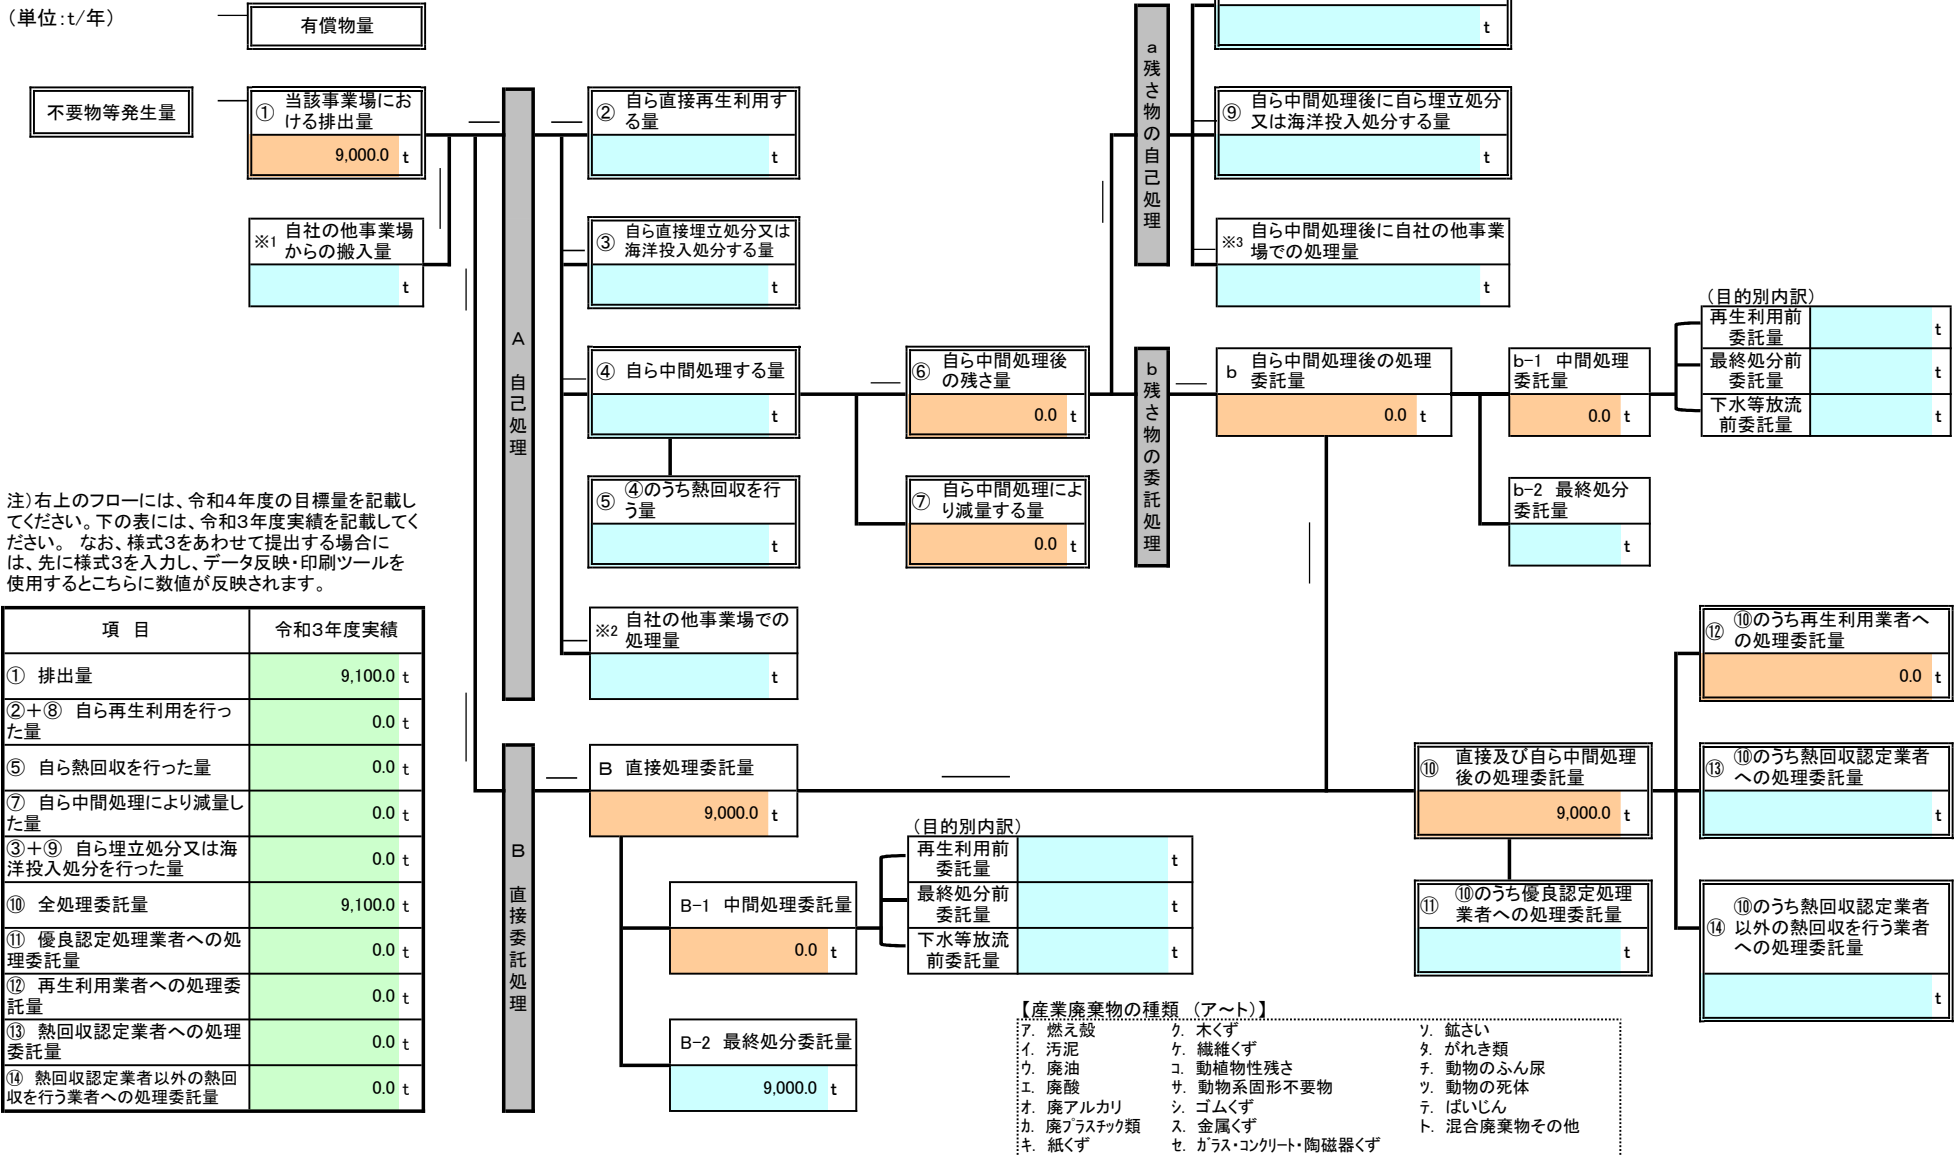 (単位:t/年)
有償物量
t
不要物等発生量
① 当該事業場にお
ける排出量
9,000.0 t
※1 自社の他事業場
からの搬入量
t
A 自己処理
② 自ら直接再生利用す
る量
t
③ 自ら直接埋立処分又は
海洋投入処分する量
t
④ 自ら中間処理する量
t
⑤ ④のうち熱回収を行
う量
t
※2 自社の他事業場での
処理量
t
⑥ 自ら中間処理後
の残さ量
0.0 t
⑦ 自ら中間処理によ
り減量する量
0.0 t
a 残さ物の自己処理
⑨ 自ら中間処理後に自ら埋立処分
又は海洋投入処分する量
t
※3 自ら中間処理後に自社の他事業
場での処理量
t
b 残さ物の委託処理
b 自ら中間処理後の処理
委託量
0.0 t
b-1 中間処理
委託量
0.0 t
b-2 最終処分
委託量
t
(目的別内訳)
再生利用前
委託量
t
最終処分前
委託量
t
下水等放流
前委託量
t
注)右上のフローには、令和4年度の目標量を記載し
てください。下の表には、令和3年度実績を記載してく
ださい。 なお、様式3をあわせて提出する場合に
は、先に様式3を入力し、データ反映・印刷ツールを
使用するとこちらに数値が反映されます。
項 目 令和3年度実績
① 排出量 9,100.0 t
②+⑧ 自ら再生利用を行っ
た量 0.0 t
⑤ 自ら熱回収を行った量 0.0 t
⑦ 自ら中間処理により減量し
た量 0.0 t
③+⑨ 自ら埋立処分又は海
洋投入処分を行った量 0.0 t
⑩ 全処理委託量 9,100.0 t
⑪ 優良認定処理業者への処
理委託量 0.0 t
⑫ 再生利用業者への処理委
託量 0.0 t
⑬ 熱回収認定業者への処理
委託量 0.0 t
⑭ 熱回収認定業者以外の熱回
収を行う業者への処理委託量 0.0 t
B 直接委託処理
B 直接処理委託量
9,000.0 t
B-1 中間処理委託量
0.0 t
B-2 最終処分委託量
9,000.0 t
(目的別内訳)
再生利用前
委託量
t
最終処分前
委託量
t
下水等放流
前委託量
t
⑩ 直接及び自ら中間処理
後の処理委託量
9,000.0 t
⑪ ⑩のうち優良認定処理
業者への処理委託量
t
⑫ ⑩のうち再生利用業者へ
の処理委託量
0.0 t
⑬ ⑩のうち熱回収認定業者
への処理委託量
t
⑭ ⑩のうち熱回収認定業者
以外の熱回収を行う業者
への処理委託量
t
【産業廃棄物の種類 (ア~ト)】
ア. 燃え殻 ク. 木くず ソ. 鉱さい
イ. 汚泥 ケ. 繊維くず タ. がれき類
ウ. 廃油 コ. 動植物性残さ チ. 動物のふん尿
エ. 廃酸 サ. 動物系固形不要物 ツ. 動物の死体
オ. 廃アルカリ シ. ゴムくず テ. ばいじん
カ. 廃プラスチック類 ス. 金属くず ト. 混合廃棄物その他
キ. 紙くず セ. ガラス・コンクリート・陶磁器くず